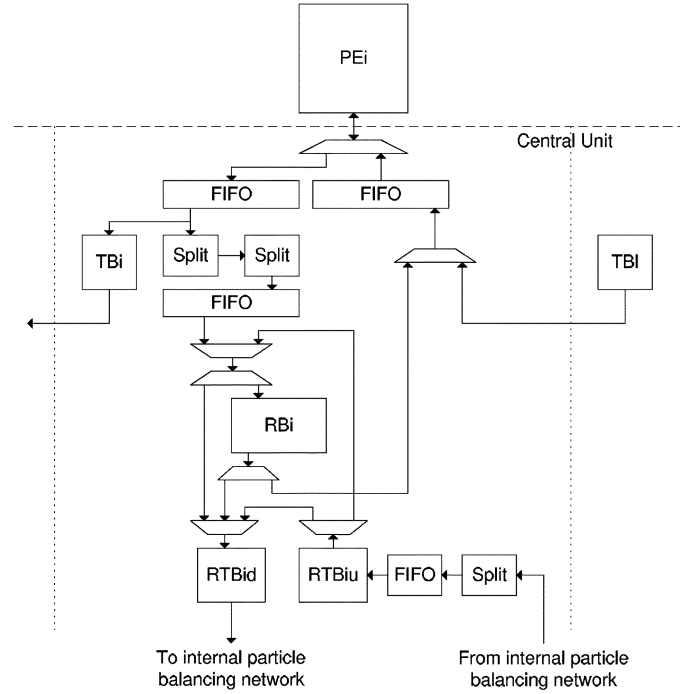 PEi
Central Unit
FIFO
FIFO
TBi
Split
Split
TBl
FIFO
RBi
RTBid
RTBiu
FIFO
Split
To internal particle
balancing network
From internal particle
balancing network